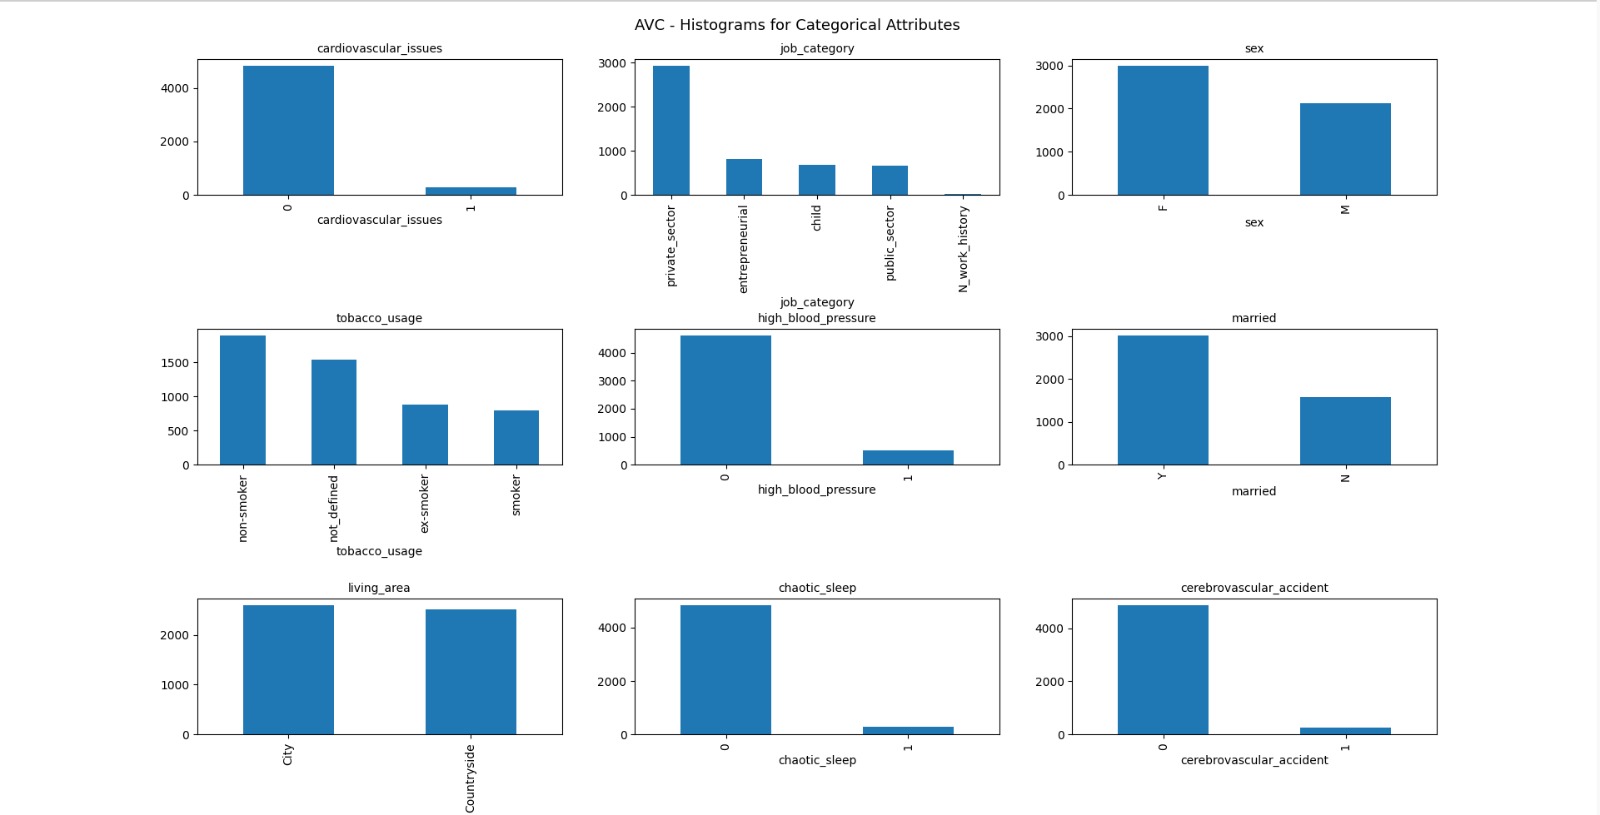 AVC - Histograms for Categorical Attributes
cardiovascular_issues
4000
2000
0
0
1
cardiovascular_issues
job_category
3000
2000
1000
0
private_sector
entrepreneurial
child
public_sector
N_work_history
job_category
sex
3000
2000
1000
0
F
M
sex
tobacco_usage
1500
1000
500
0
non-smoker
not_defined
ex-smoker
smoker
tobacco_usage
high_blood_pressure
4000
3000
2000
1000
0
0
1
high_blood_pressure
married
3000
2000
1000
0
Y
N
married
living_area
2000
1000
0
City
Countryside
chaotic_sleep
4000
2000
0
0
1
chaotic_sleep
cerebrovascular_accident
4000
2000
0
0
1
cerebrovascular_accident